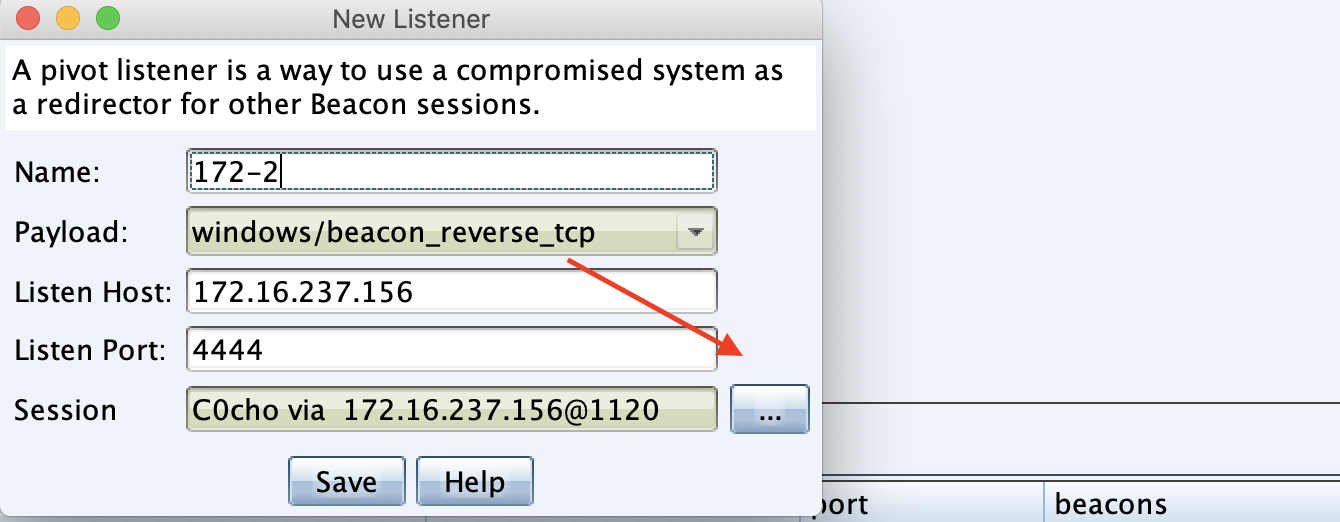 New Listener
A pivot listener is a way to use a compromised system as
a redirector for other Beacon sessions.
Name: 172-2
Payload: windows/beacon_reverse_tcp
Listen Host: 172.16.237.156
Listen Port: 4444
Session C0cho via 172.16.237.156@1120 ...
Save Help
port beacons